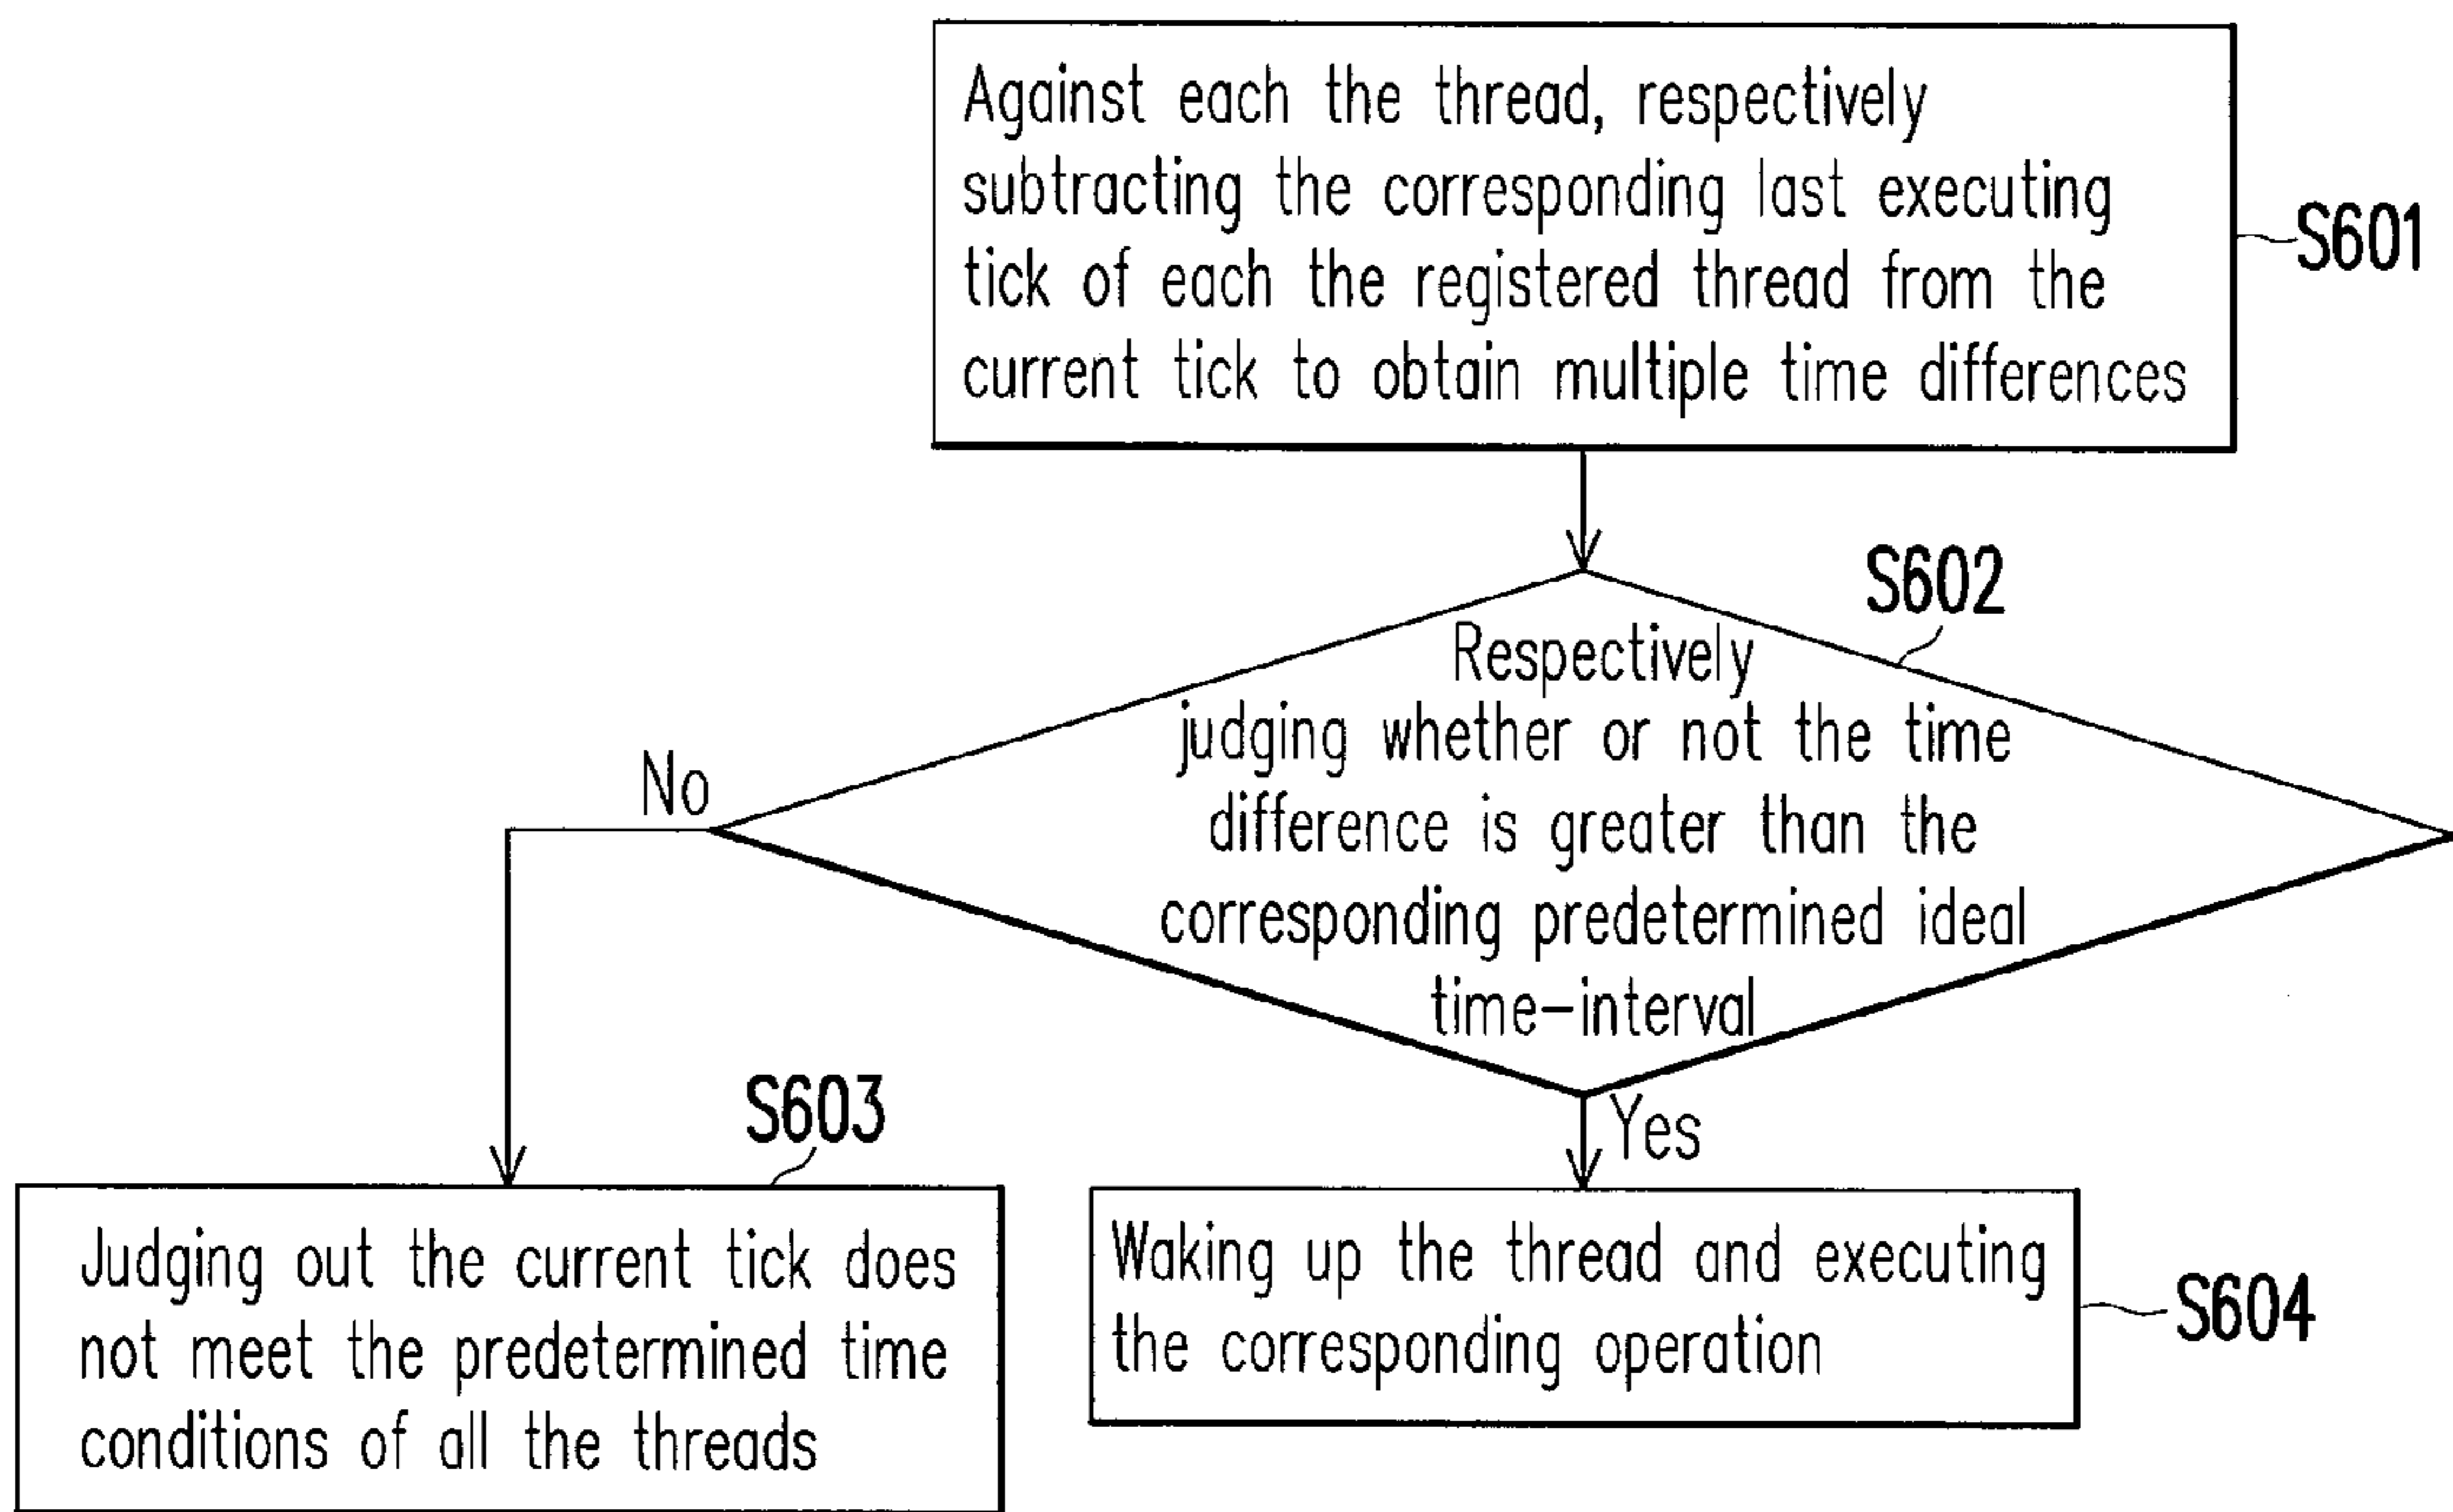 Against each the thread, respectively
subtracting the corresponding last executing
tick of each the registered thread from the
current tick to obtain multiple time differences
S601
S602
Respectively
judging whether or not the time
difference is greater than the
corresponding predetermined ideal
time-interval
No
Yes
S603
Judging out the current tick does
not meet the predetermined time
conditions of all the threads
Waking up the thread and executing
the corresponding operation
S604